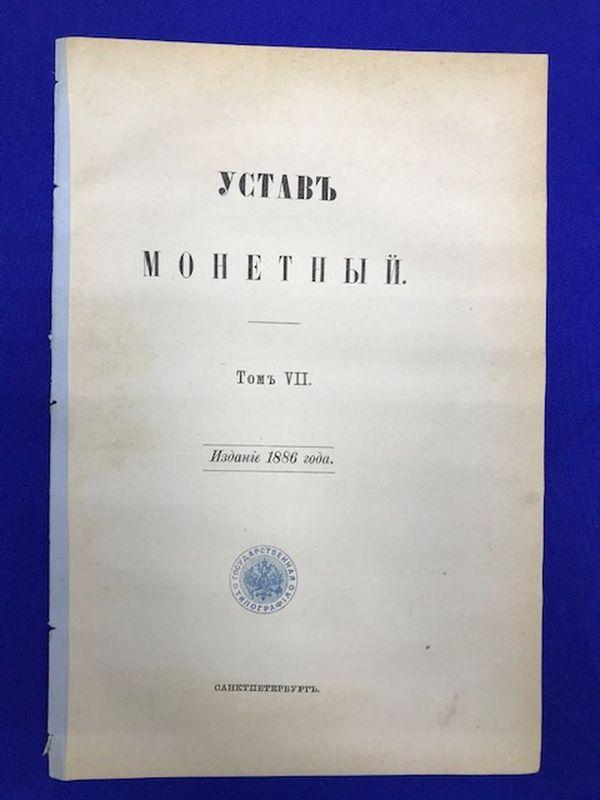 УСТАВЪ
МОНЕТНЫЙ.
Томъ VII.
Изданіе 1886 года.
ГОСУДАРСТВЕННАЯ
ТИПОГРАФІЯ
САНКТПЕТЕРБУРГЪ.